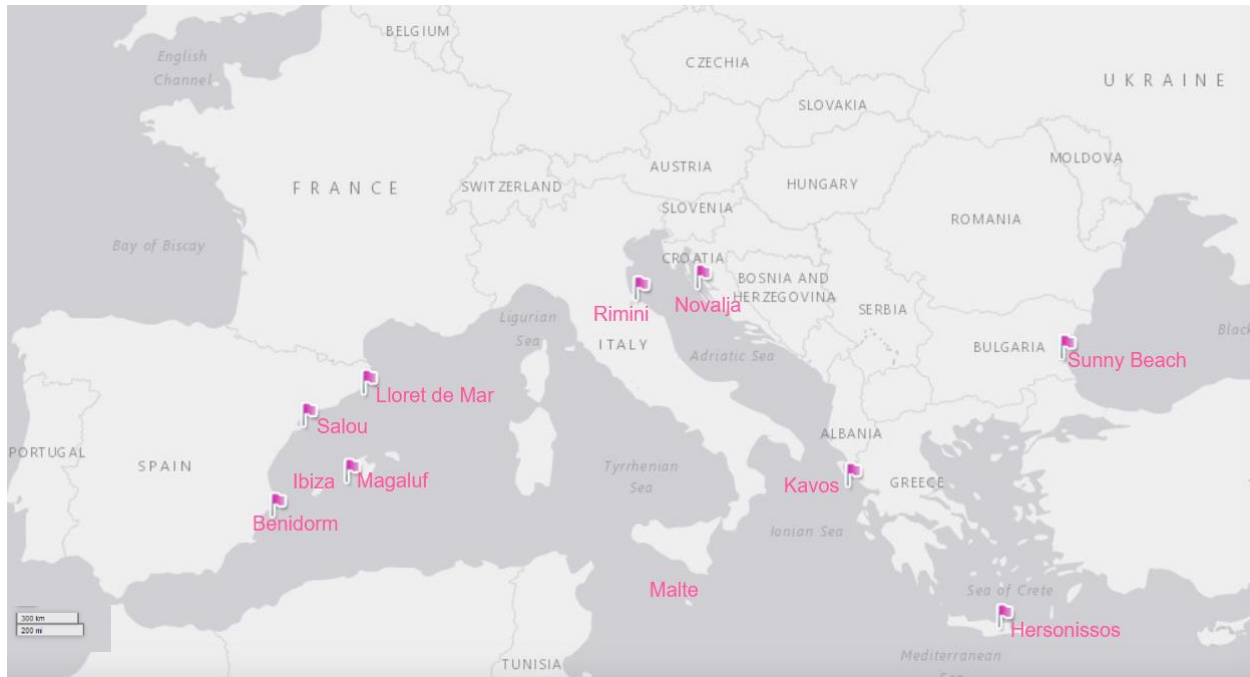 BELGIUM
English
Channel
CZECHIA
UKRAINE
SLOVAKIA
MOLDOVA
AUSTRIA
FRANCE
SWITZERLAND
HUNGARY
SLOVENIA
ROMANIA
Bay of Biscay
CROATIA
BOSNIA AND
HERZEGOVINA
Rimini
Novalja
SERBIA
Ligurian
Sea
ITALY
Adriatic Sea
BULGARIA
Sunny Beach
Black
Lloret de Mar
Salou
ALBANIA
PORTUGAL
SPAIN
Ibiza
Magaluf
Tyrrhenian
Sea
Kavos
GREECE
Benidorm
Ionian Sea
Malte
Sea of Crete
300 km
200 mi
Hersonissos
Mediterranean
TUNISIA